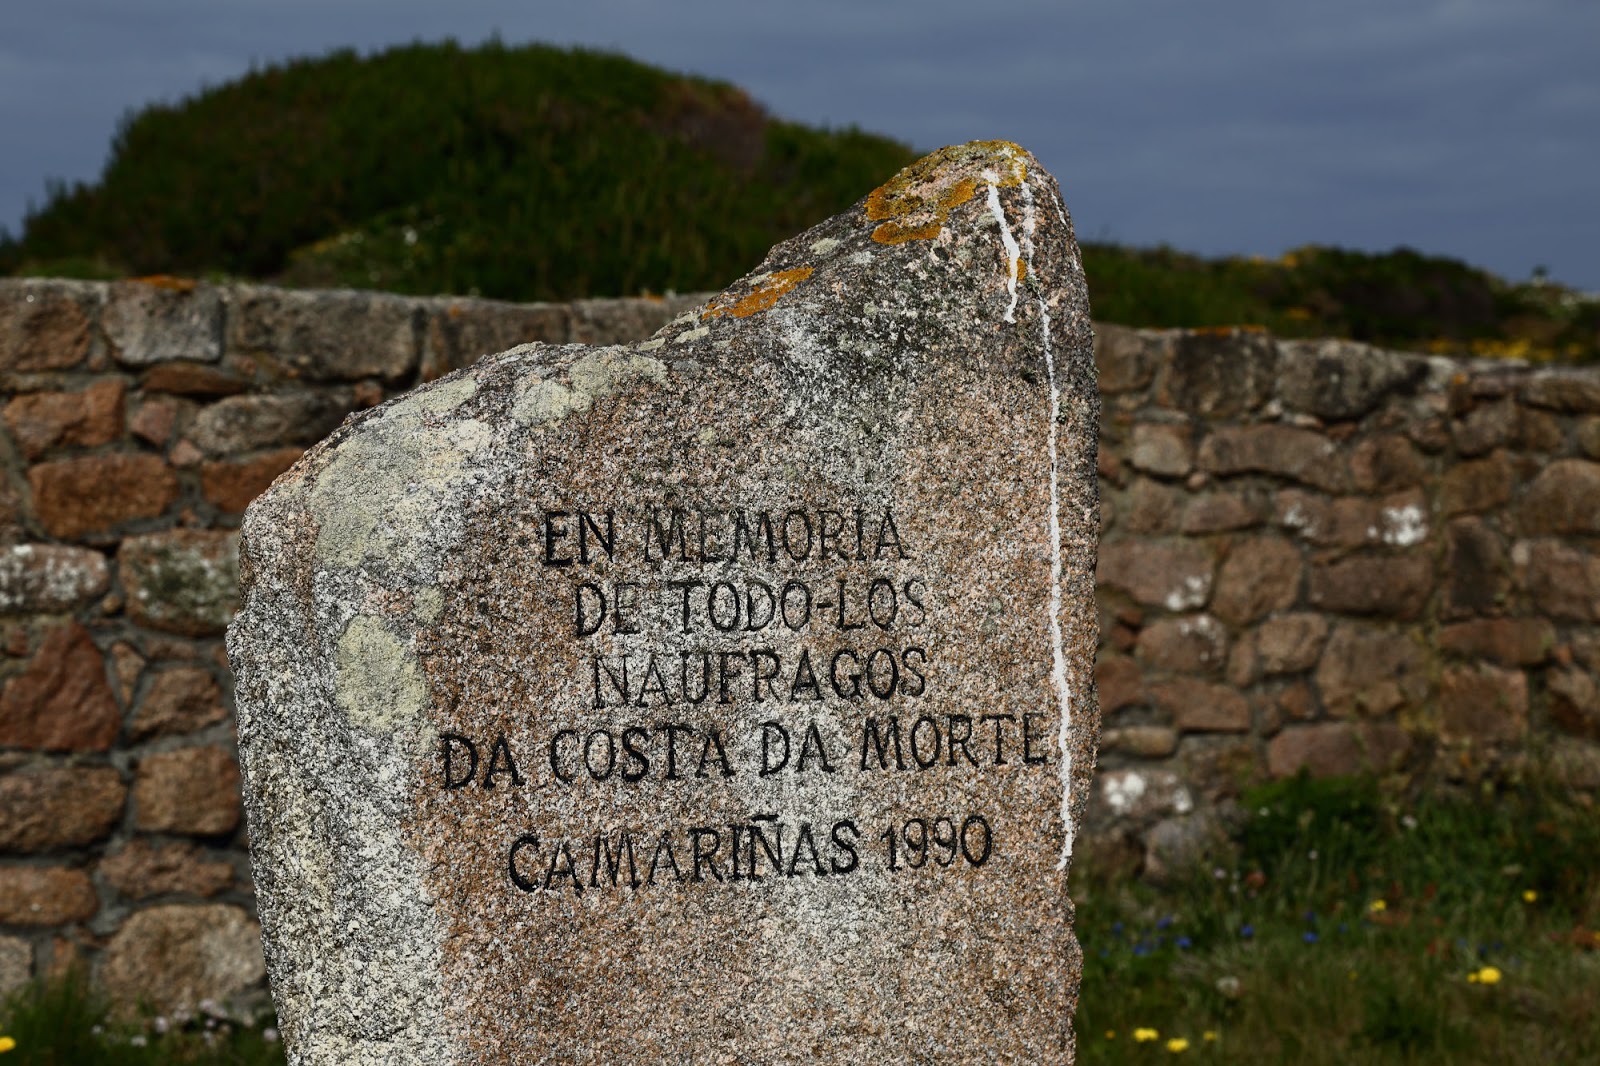 EN MEMORIA
DE TODO-LOS
NAUFRAGOS
DA COSTA DA MORTE
CAMARIÑAS 1990